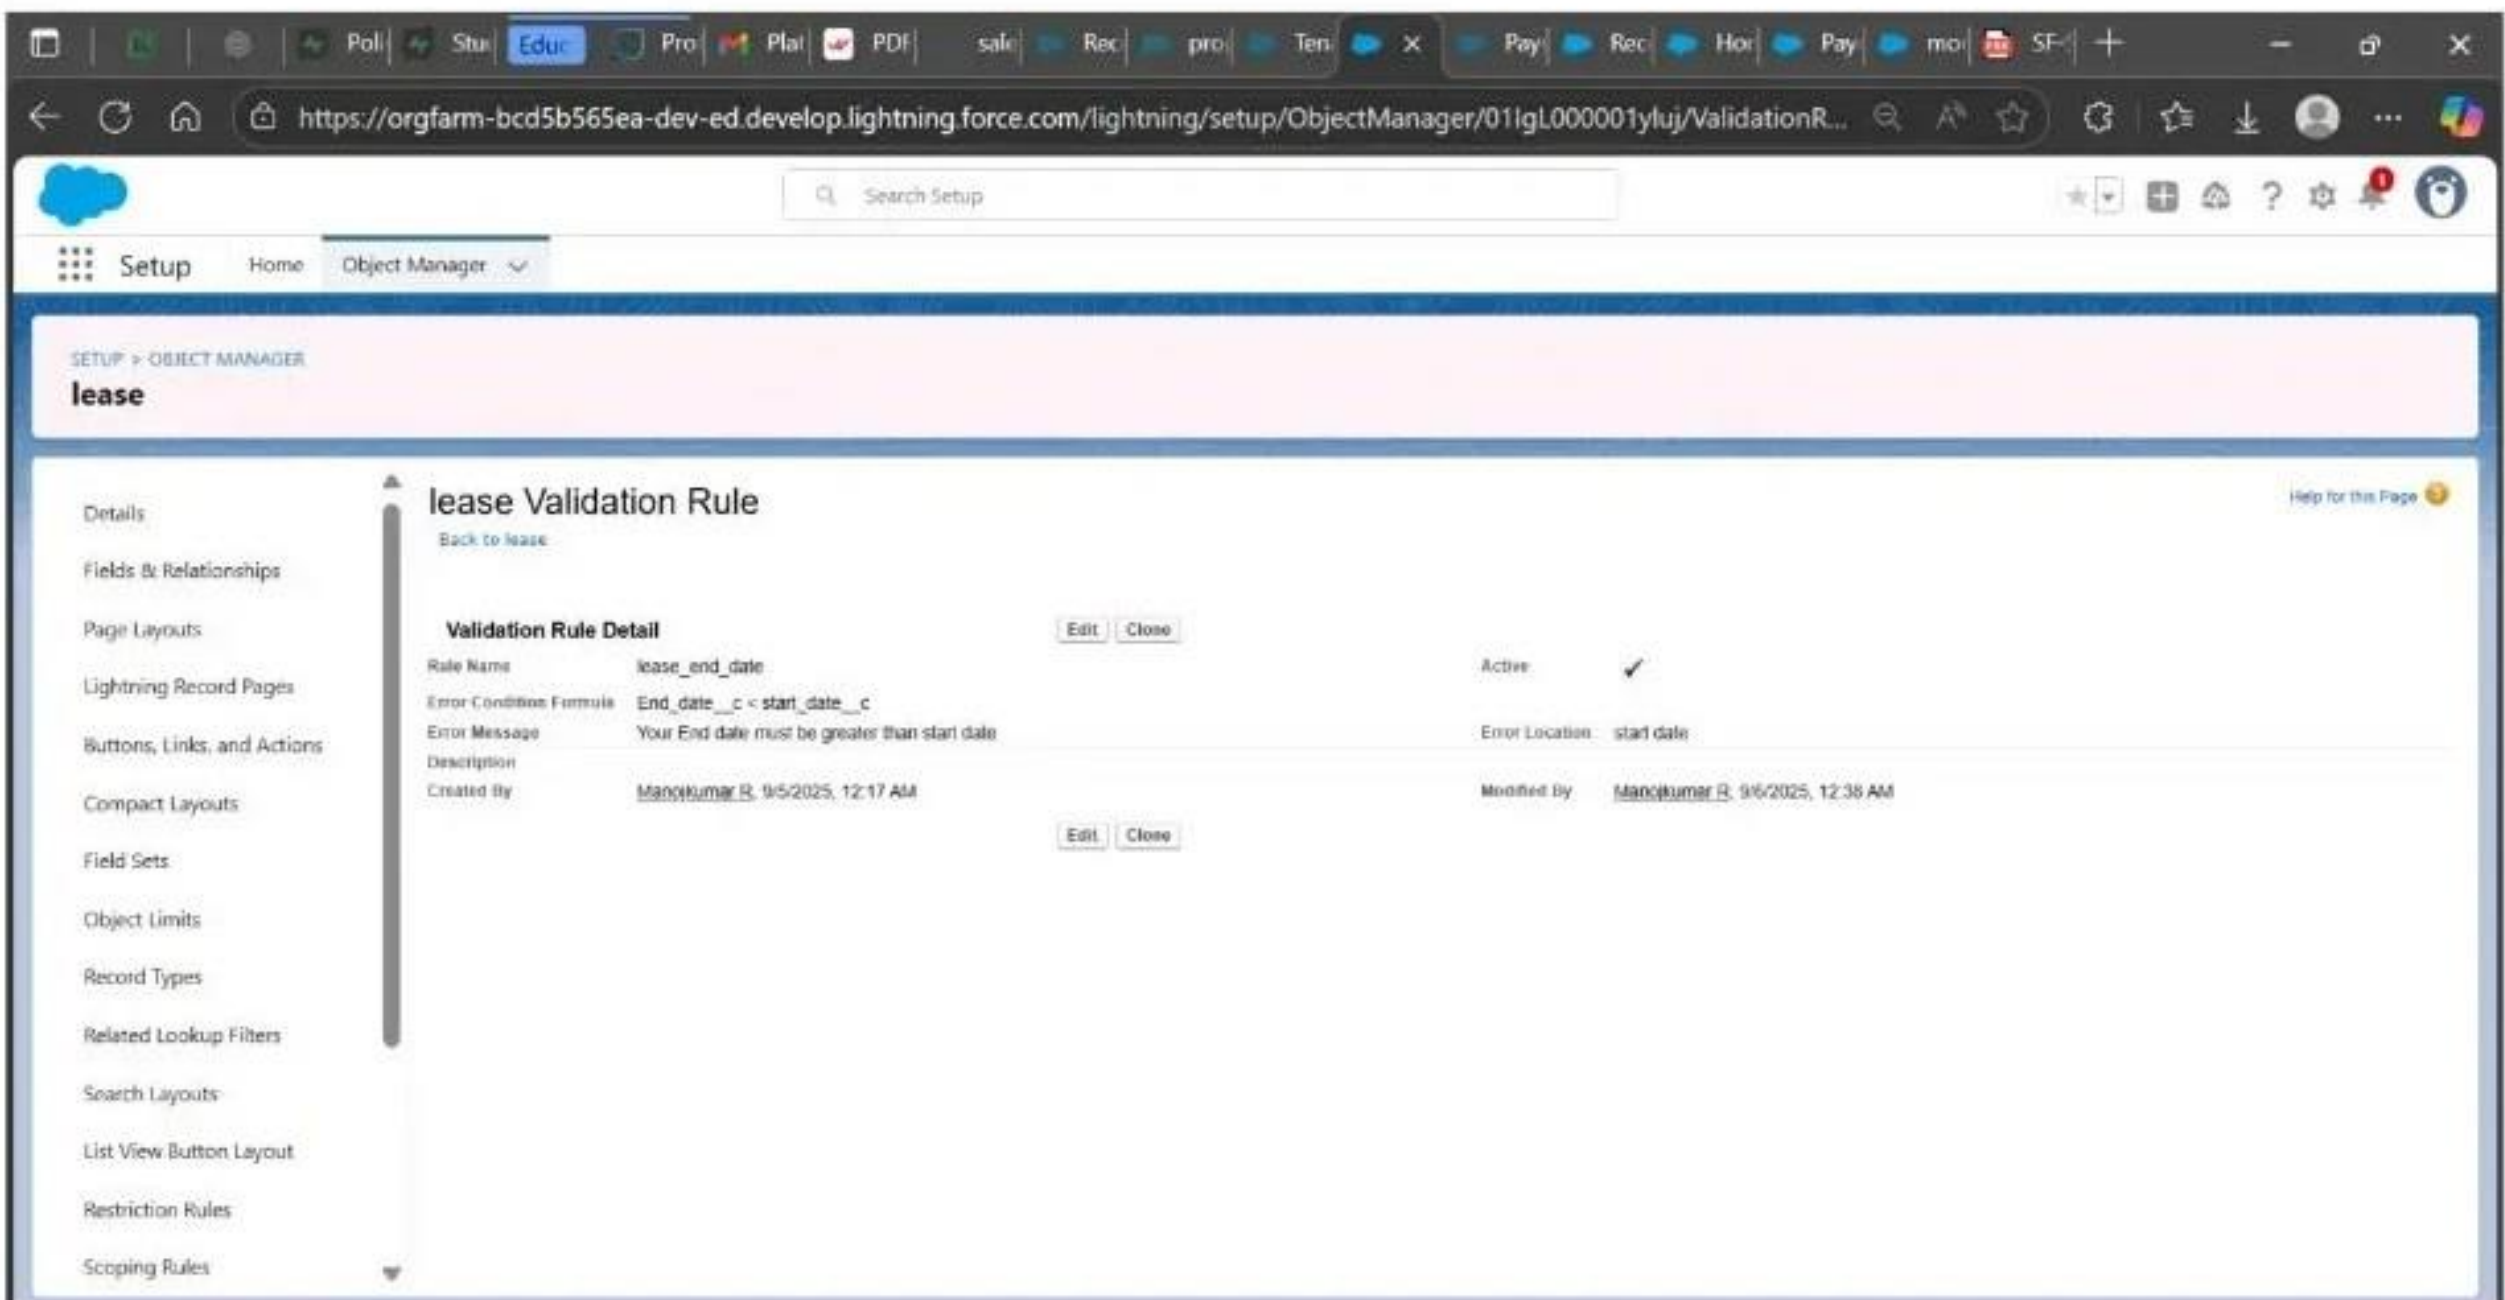 Poli Stu Educ Pro Plat PDF sale Rec pro Ten Pay Rec Hor Pay mo SF-
https://orgfarm-bcd5b565ea-dev-ed.develop.lightning.force.com/lightning/setup/ObjectManager/01IgL000001yluj/ValidationR...
Search Setup
Setup Home Object Manager
SETUP > OBJECT MANAGER
lease
Details
Fields & Relationships
Page Layouts
Lightning Record Pages
Buttons, Links, and Actions
Compact Layouts
Field Sets
Object Limits
Record Types
Related Lookup Filters
Search Layouts
List View Button Layout
Restriction Rules
Scoping Rules
lease Validation Rule
Help for this Page
Back to lease
Validation Rule Detail Edit Clone
Rule Name lease_end_date Active ✓
Error Condition Formula End_date__c < start_date__c
Error Message Your End date must be greater than start date Error Location start date
Description
Created By Manojkumar R, 9/5/2025, 12:17 AM Modified By Manojkumar R, 9/6/2025, 12:38 AM
Edit Clone